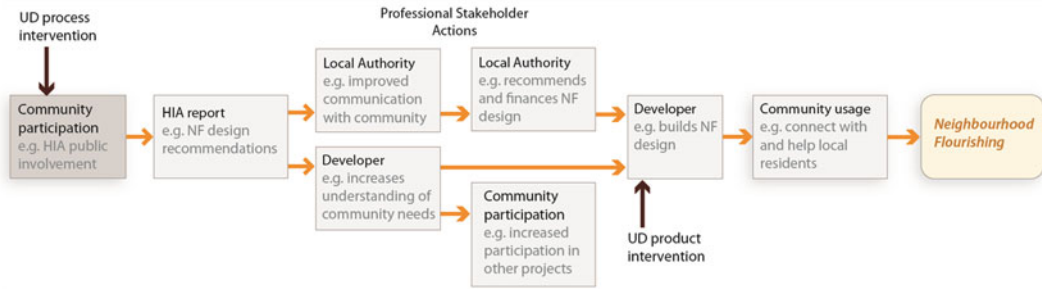 UD process
intervention
Professional Stakeholder
Actions
Community
participation
e.g. HIA public
involvement
HIA report
e.g. NF design
recommendations
Local Authority
e.g. improved
communication
with community
Local Authority
e.g. recommends
and finances NF
design
Developer
e.g. increases
understanding of
community needs
Community
participation
e.g. increased
participation in
other projects
Developer
e.g. builds NF
design
UD product
intervention
Community usage
e.g. connect with
and help local
residents
Neighbourhood
Flourishing